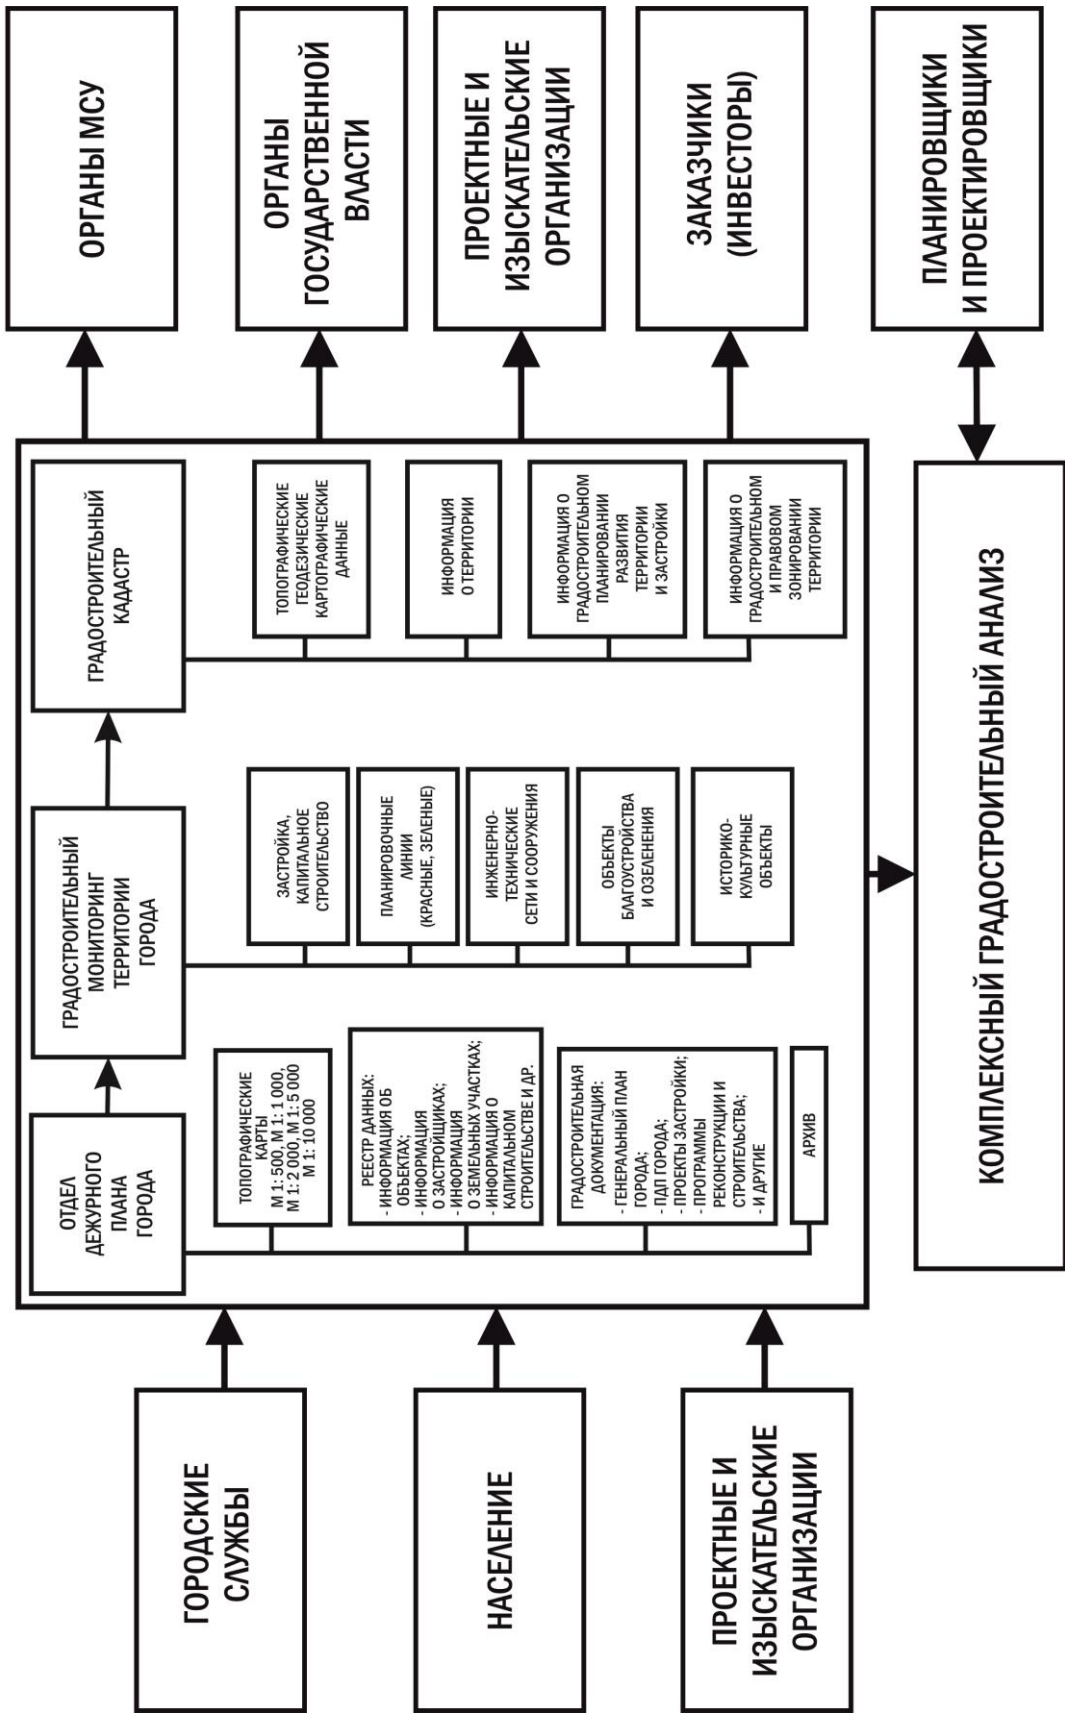 ГОРОДСКИЕ
СЛУЖБЫ
НАСЕЛЕНИЕ
ПРОЕКТНЫЕ И
ИЗЫСКАТЕЛЬСКИЕ
ОРГАНИЗАЦИИ
ОТДЕЛ
ДЕЖУРНОГО
ПЛАНА
ГОРОДА
ТОПОГРАФИЧЕСКИЕ
КАРТЫ
М 1: 500, М 1: 1 000,
М 1: 2 000, М 1: 5 000
М 1: 10 000
РЕЕСТР ДАННЫХ:
- ИНФОРМАЦИЯ ОБ
ОБЪЕКТАХ;
- ИНФОРМАЦИЯ
О ЗАСТРОЙЩИКАХ;
- ИНФОРМАЦИЯ
О ЗЕМЕЛЬНЫХ УЧАСТКАХ;
- ИНФОРМАЦИЯ О
КАПИТАЛЬНОМ
СТРОИТЕЛЬСТВЕ И ДР.
ГРАДОСТРОИТЕЛЬНАЯ
ДОКУМЕНТАЦИЯ:
- ГЕНЕРАЛЬНЫЙ ПЛАН
ГОРОДА;
- ПДП ГОРОДА;
- ПРОЕКТЫ ЗАСТРОЙКИ;
- ПРОГРАММЫ
РЕКОНСТРУКЦИИ И
СТРОИТЕЛЬСТВА;
- И ДРУГИЕ
АРХИВ
ГРАДОСТРОИТЕЛЬНЫЙ
МОНИТОРИНГ
ТЕРРИТОРИИ
ГОРОДА
ЗАСТРОЙКА,
КАПИТАЛЬНОЕ
СТРОИТЕЛЬСТВО
ПЛАНИРОВОЧНЫЕ
ЛИНИИ
(КРАСНЫЕ, ЗЕЛЕНЫЕ)
ИНЖЕНЕРНО-
ТЕХНИЧЕСКИЕ
СЕТИ И СООРУЖЕНИЯ
ОБЪЕКТЫ
БЛАГОУСТРОЙСТВА
И ОЗЕЛЕНЕНИЯ
ИСТОРИКО-
КУЛЬТУРНЫЕ
ОБЪЕКТЫ
ГРАДОСТРОИТЕЛЬНЫЙ
КАДАСТР
ТОПОГРАФИЧЕСКИЕ
ГЕОДЕЗИЧЕСКИЕ
КАРТОГРАФИЧЕСКИЕ
ДАННЫЕ
ИНФОРМАЦИЯ
О ТЕРРИТОРИИ
ИНФОРМАЦИЯ О
ГРАДОСТРОИТЕЛЬНОМ
ПЛАНИРОВАНИИ
РАЗВИТИЯ
ТЕРРИТОРИИ
И ЗАСТРОЙКИ
ИНФОРМАЦИЯ О
ГРАДОСТРОИТЕЛЬНОМ
И ПРАВОВОМ
ЗОНИРОВАНИИ
ТЕРРИТОРИИ
ОРГАНЫ МСУ
ОРГАНЫ
ГОСУДАРСТВЕННОЙ
ВЛАСТИ
ПРОЕКТНЫЕ И
ИЗЫСКАТЕЛЬСКИЕ
ОРГАНИЗАЦИИ
ЗАКАЗЧИКИ
(ИНВЕСТОРЫ)
КОМПЛЕКСНЫЙ ГРАДОСТРОИТЕЛЬНЫЙ АНАЛИЗ
ПЛАНИРОВЩИКИ
И ПРОЕКТИРОВЩИКИ